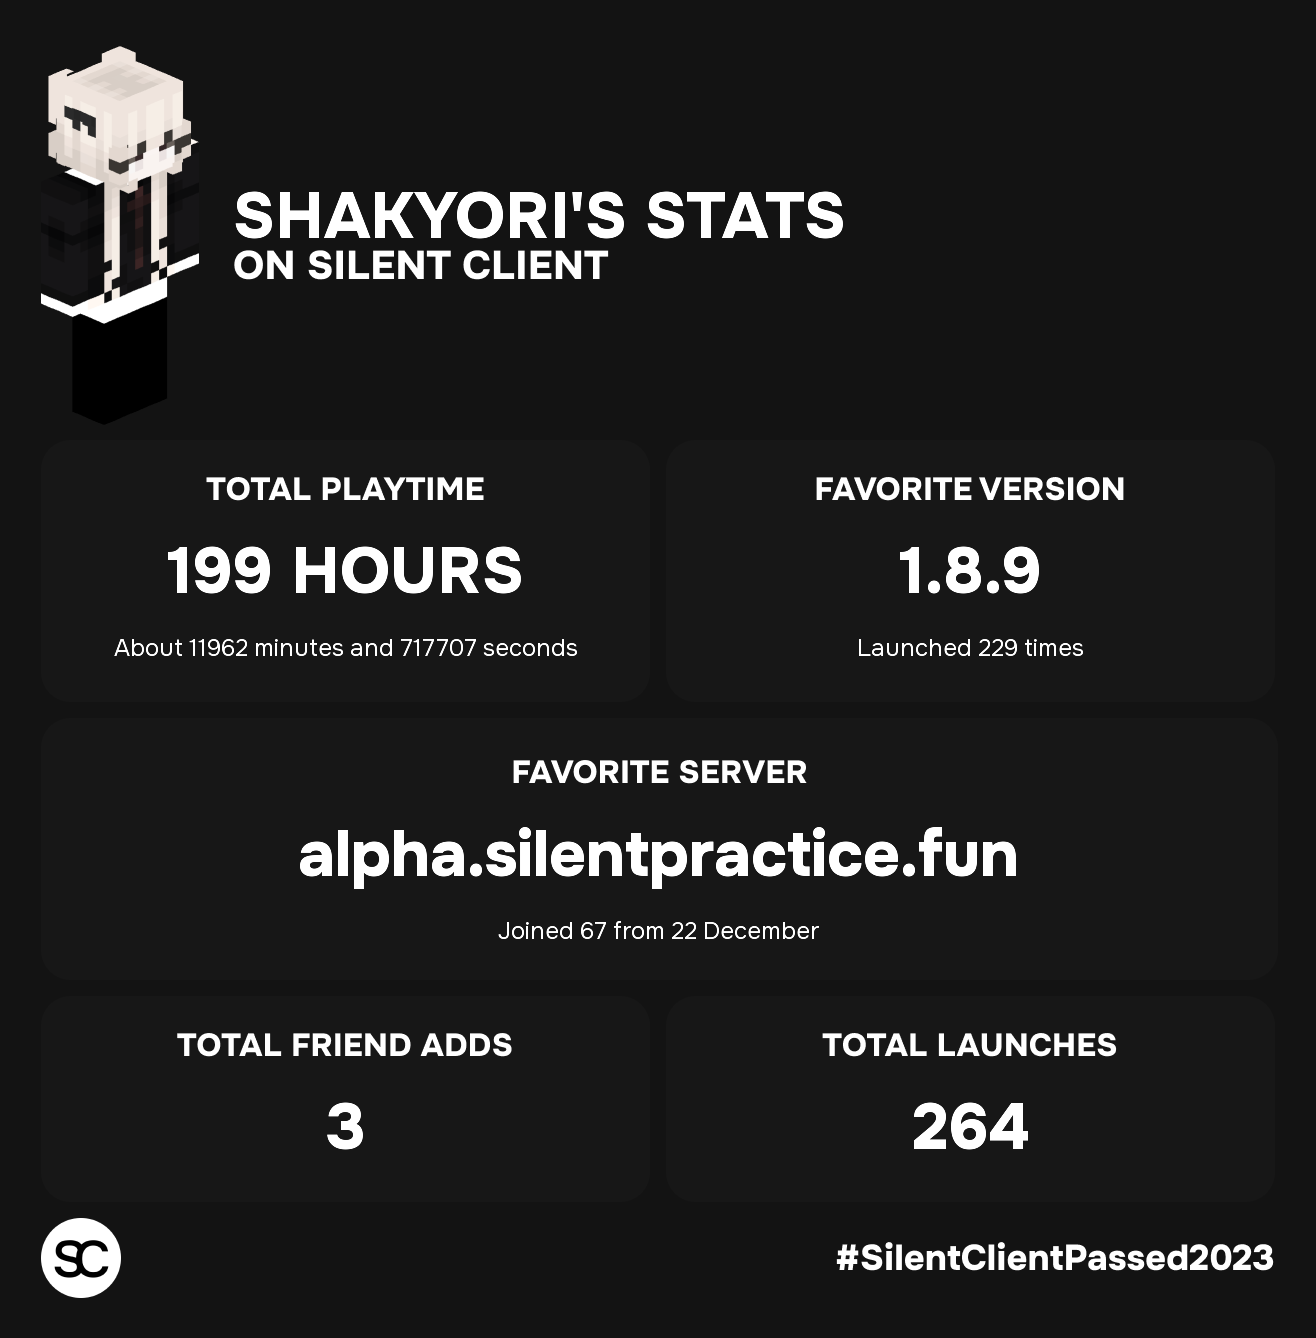 SHAKYORI'S STATS
ON SILENT CLIENT
TOTAL PLAYTIME
199 HOURS
About 11962 minutes and 717707 seconds
FAVORITE VERSION
1.8.9
Launched 229 times
FAVORITE SERVER
alpha.silentpractice.fun
Joined 67 from 22 December
TOTAL FRIEND ADDS
3
TOTAL LAUNCHES
264
SC
#SilentClientPassed2023